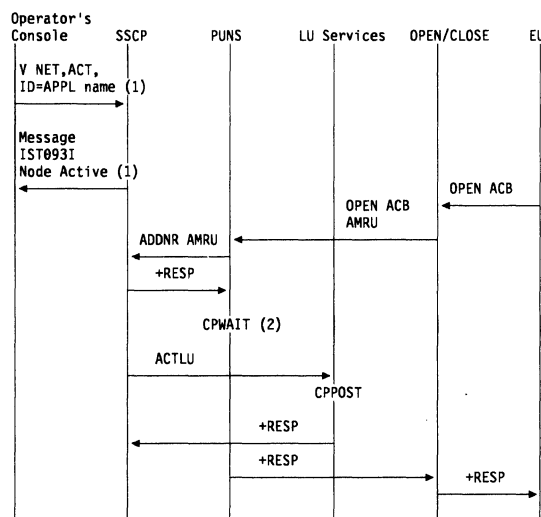 Operator's
Console SSCP PUNS LU Services OPEN/CLOSE EU
V NET,ACT,
ID=APPL name (1)
Message
IST093I
Node Active (1)
OPEN ACB
OPEN ACB
AMRU
ADDNR AMRU
+RESP
CPWAIT (2)
ACTLU
CPPOST
+RESP
+RESP
+RESP